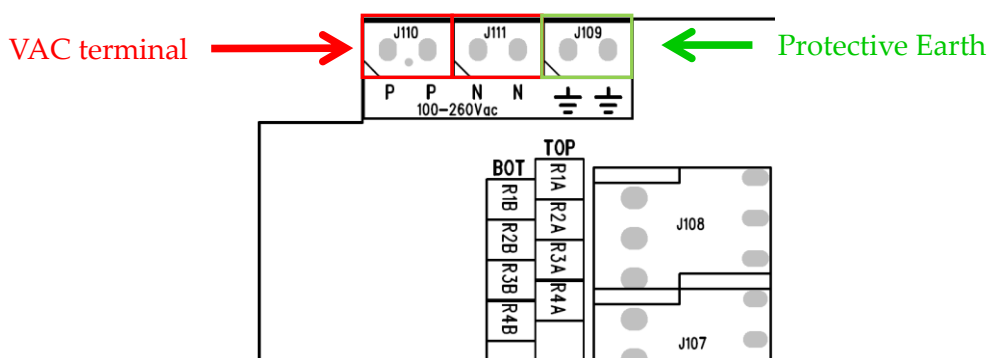 VAC terminal
J110 J111 J109
Protective Earth
P P N N
100-260Vac
TOP
BOT
R1A
R1B
R2A
R2B
R3A
R3B
R4A
R4B
J108
J107